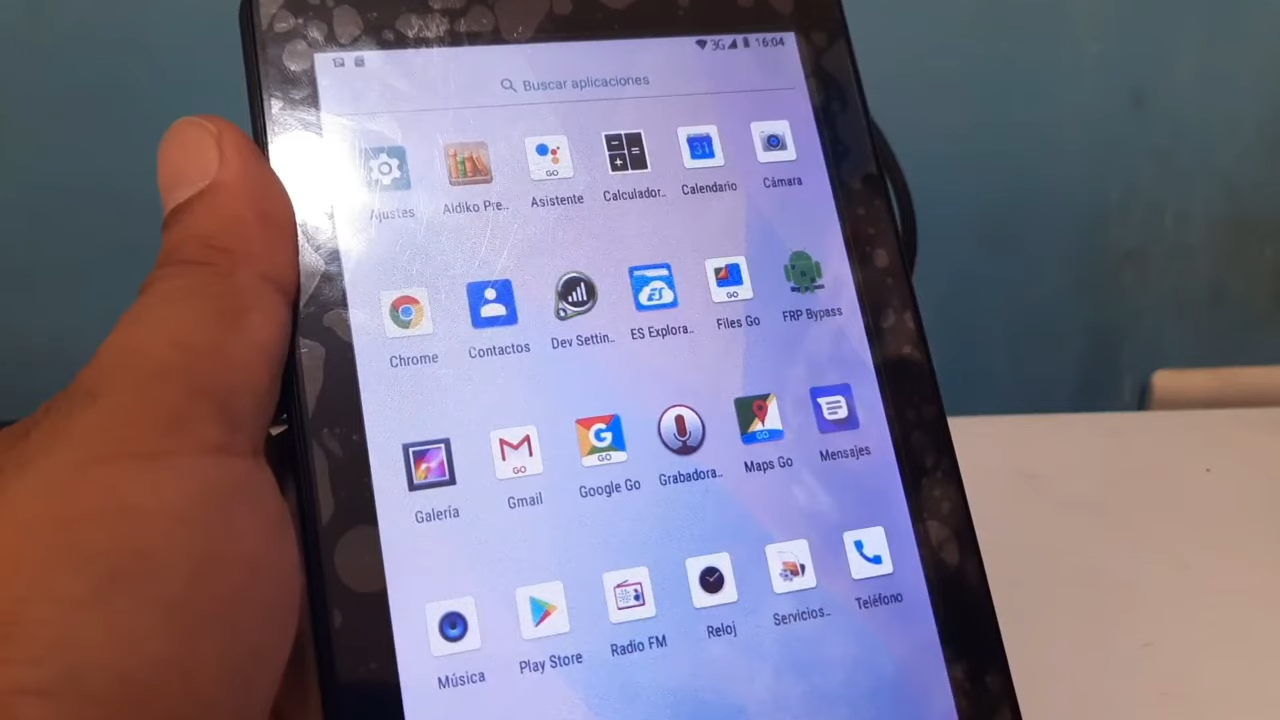 3G 16:04
Buscar aplicaciones
GO
31
Ajustes Aldiko Pre.. Asistente Calculador.. Calendario Cámara
ES
GO
Chrome Contactos Dev Settin.. ES Explora.. Files Go FRP Bypass
GO
G
GO
GO
Galería Gmail Google Go Grabadora.. Maps Go Mensajes
Música Play Store Radio FM Reloj Servicios.. Teléfono